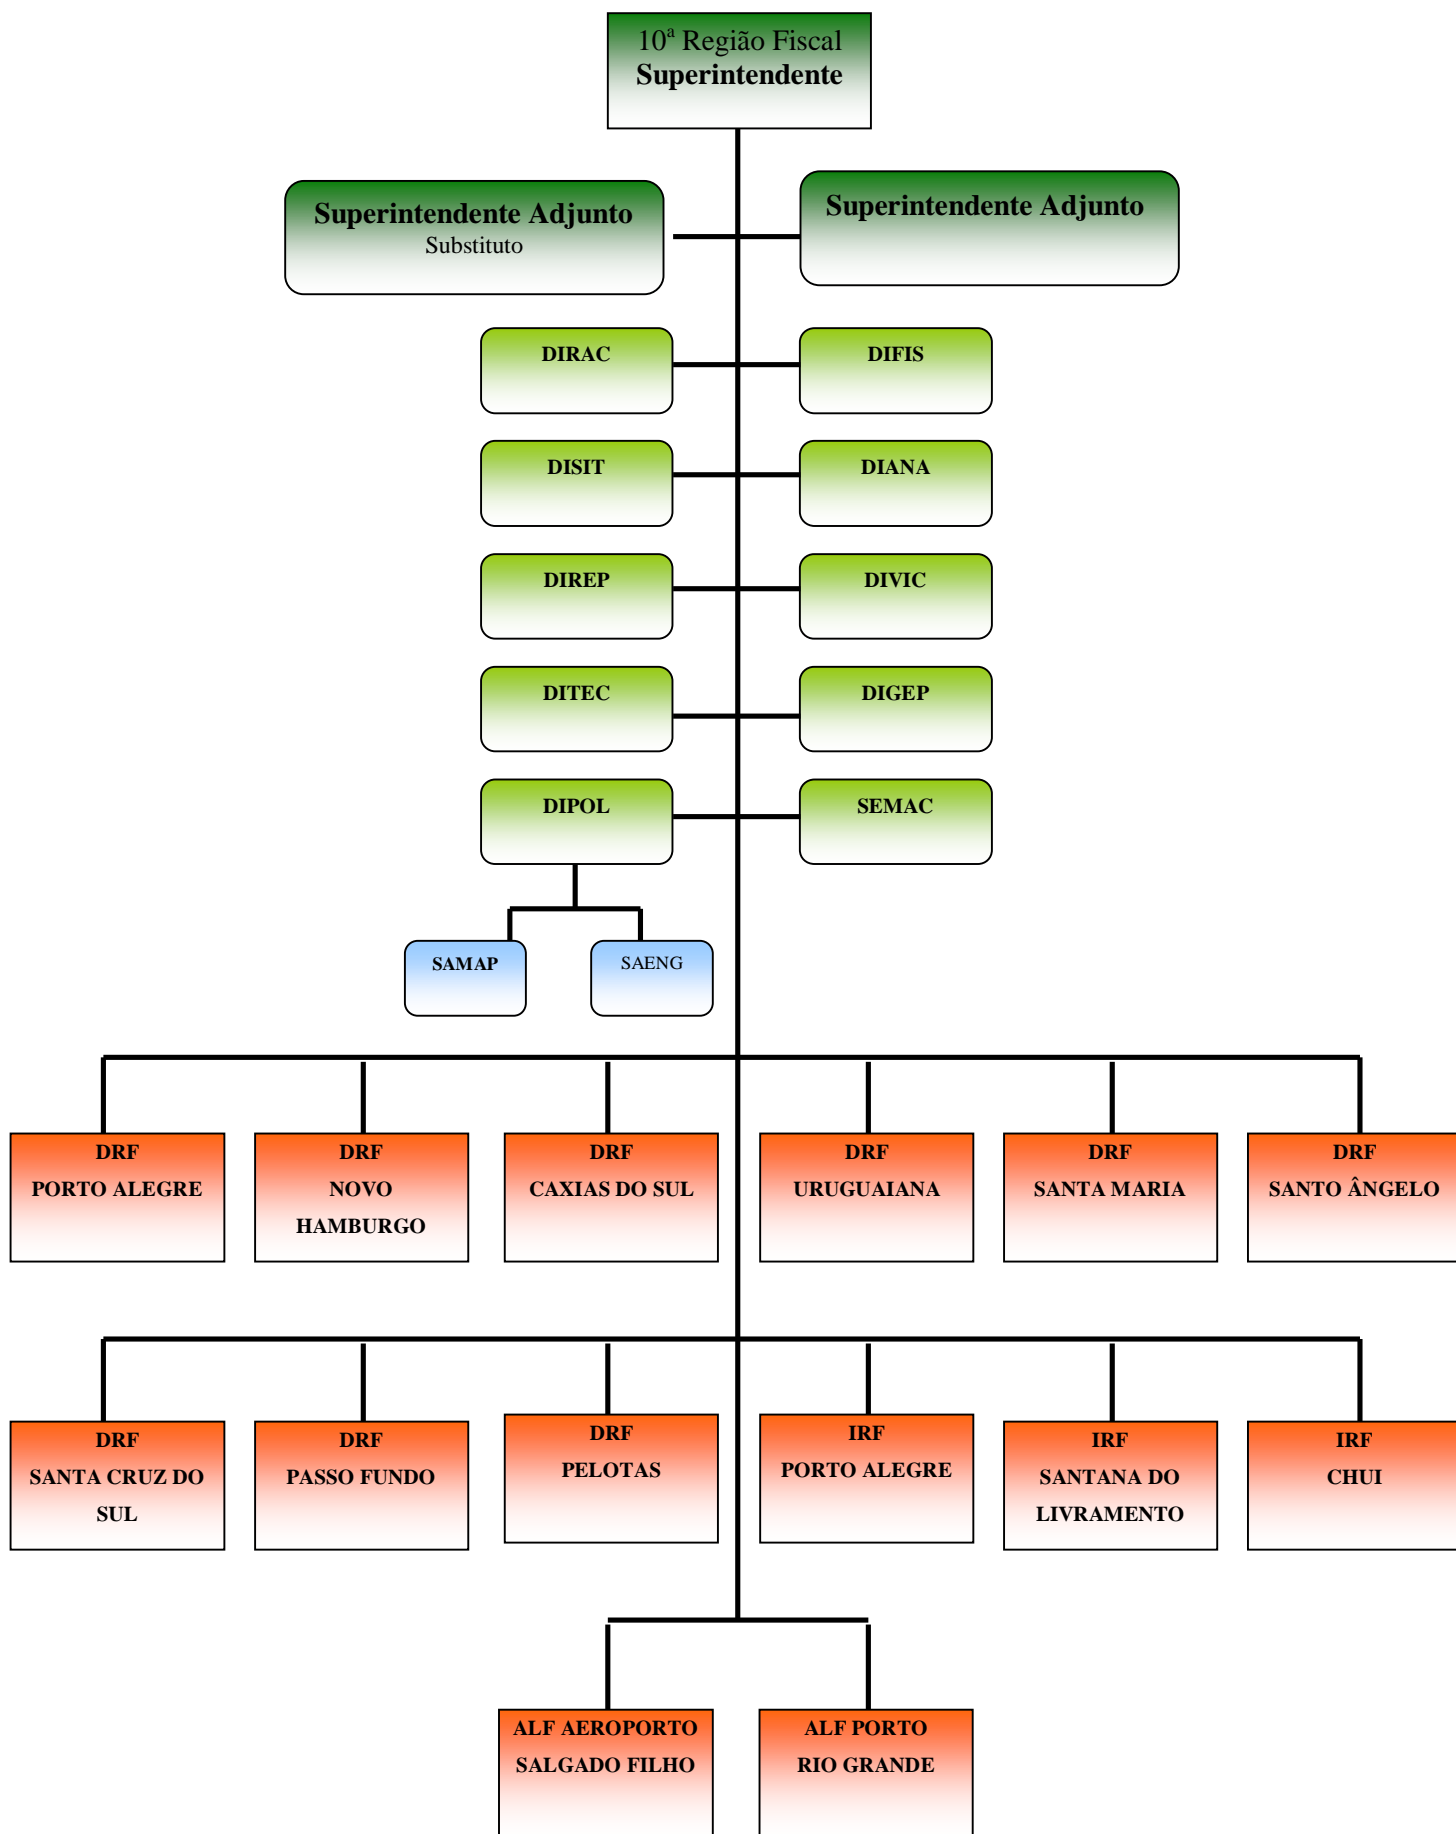 10ª Região Fiscal
Superintendente
Superintendente Adjunto
Substituto
Superintendente Adjunto
DIRAC
DIFIS
DISIT
DIANA
DIREP
DIVIC
DITEC
DIGEP
DIPOL
SEMAC
SAMAP
SAENG
DRF
PORTO ALEGRE
DRF
NOVO
HAMBURGO
DRF
CAXIAS DO SUL
DRF
URUGUAIANA
DRF
SANTA MARIA
DRF
SANTO ÂNGELO
DRF
SANTA CRUZ DO
SUL
DRF
PASSO FUNDO
DRF
PELOTAS
IRF
PORTO ALEGRE
IRF
SANTANA DO
LIVRAMENTO
IRF
CHUI
ALF AEROPORTO
SALGADO FILHO
ALF PORTO
RIO GRANDE